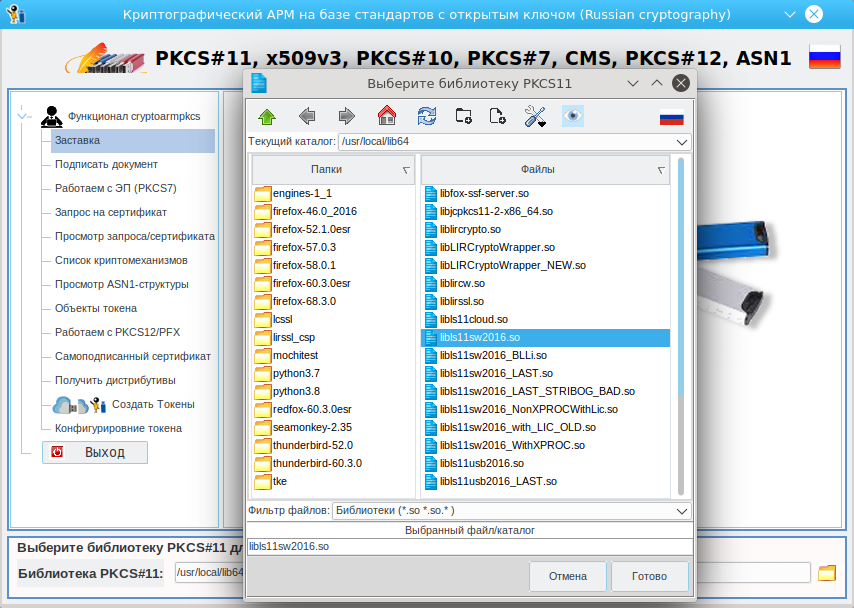 Криптографический АРМ на базе стандартов с открытым ключом (Russian cryptography)
PKCS#11, x509v3, PKCS#10, PKCS#7, CMS, PKCS#12, ASN1
Функционал cryptoarmpkcs
Заставка
Подписать документ
Работаем с ЭП (PKCS7)
Запрос на сертификат
Просмотр запроса/сертификата
Список криптомеханизмов
Просмотр ASN1-структуры
Объекты токена
Работаем с PKCS12/PFX
Самоподписанный сертификат
Получить дистрибутивы
Создать Токены
Конфигурировние токена
Выход
Выберите библиотеку PKCS11
Текущий каталог: /usr/local/lib64
Папки
engines-1_1
firefox-46.0_2016
firefox-52.1.0esr
firefox-57.0.3
firefox-58.0.1
firefox-60.3.0esr
firefox-68.3.0
lcssl
lirssl_csp
mochitest
python3.7
python3.8
redfox-60.3.0esr
seamonkey-2.35
thunderbird-52.0
thunderbird-60.3.0
tke
Файлы
libfox-ssf-server.so
libjcpkcs11-2-x86_64.so
liblircrypto.so
libLIRCryptoWrapper.so
libLIRCryptoWrapper_NEW.so
liblircw.so
liblirssl.so
libls11cloud.so
libls11sw2016.so
libls11sw2016_BLLi.so
libls11sw2016_LAST.so
libls11sw2016_LAST_STRIBOG_BAD.so
libls11sw2016_NonXPROCWithLic.so
libls11sw2016_with_LIC_OLD.so
libls11sw2016_WithXPROC.so
libls11usb2016.so
libls11usb2016_LAST.so
Фильтр файлов: Библиотеки (*.so *.so.* )
Выбранный файл/каталог
libls11sw2016.so
Отмена
Готово
Выберите библиотеку PKCS#11
Библиотека PKCS#11: /usr/local/lib64